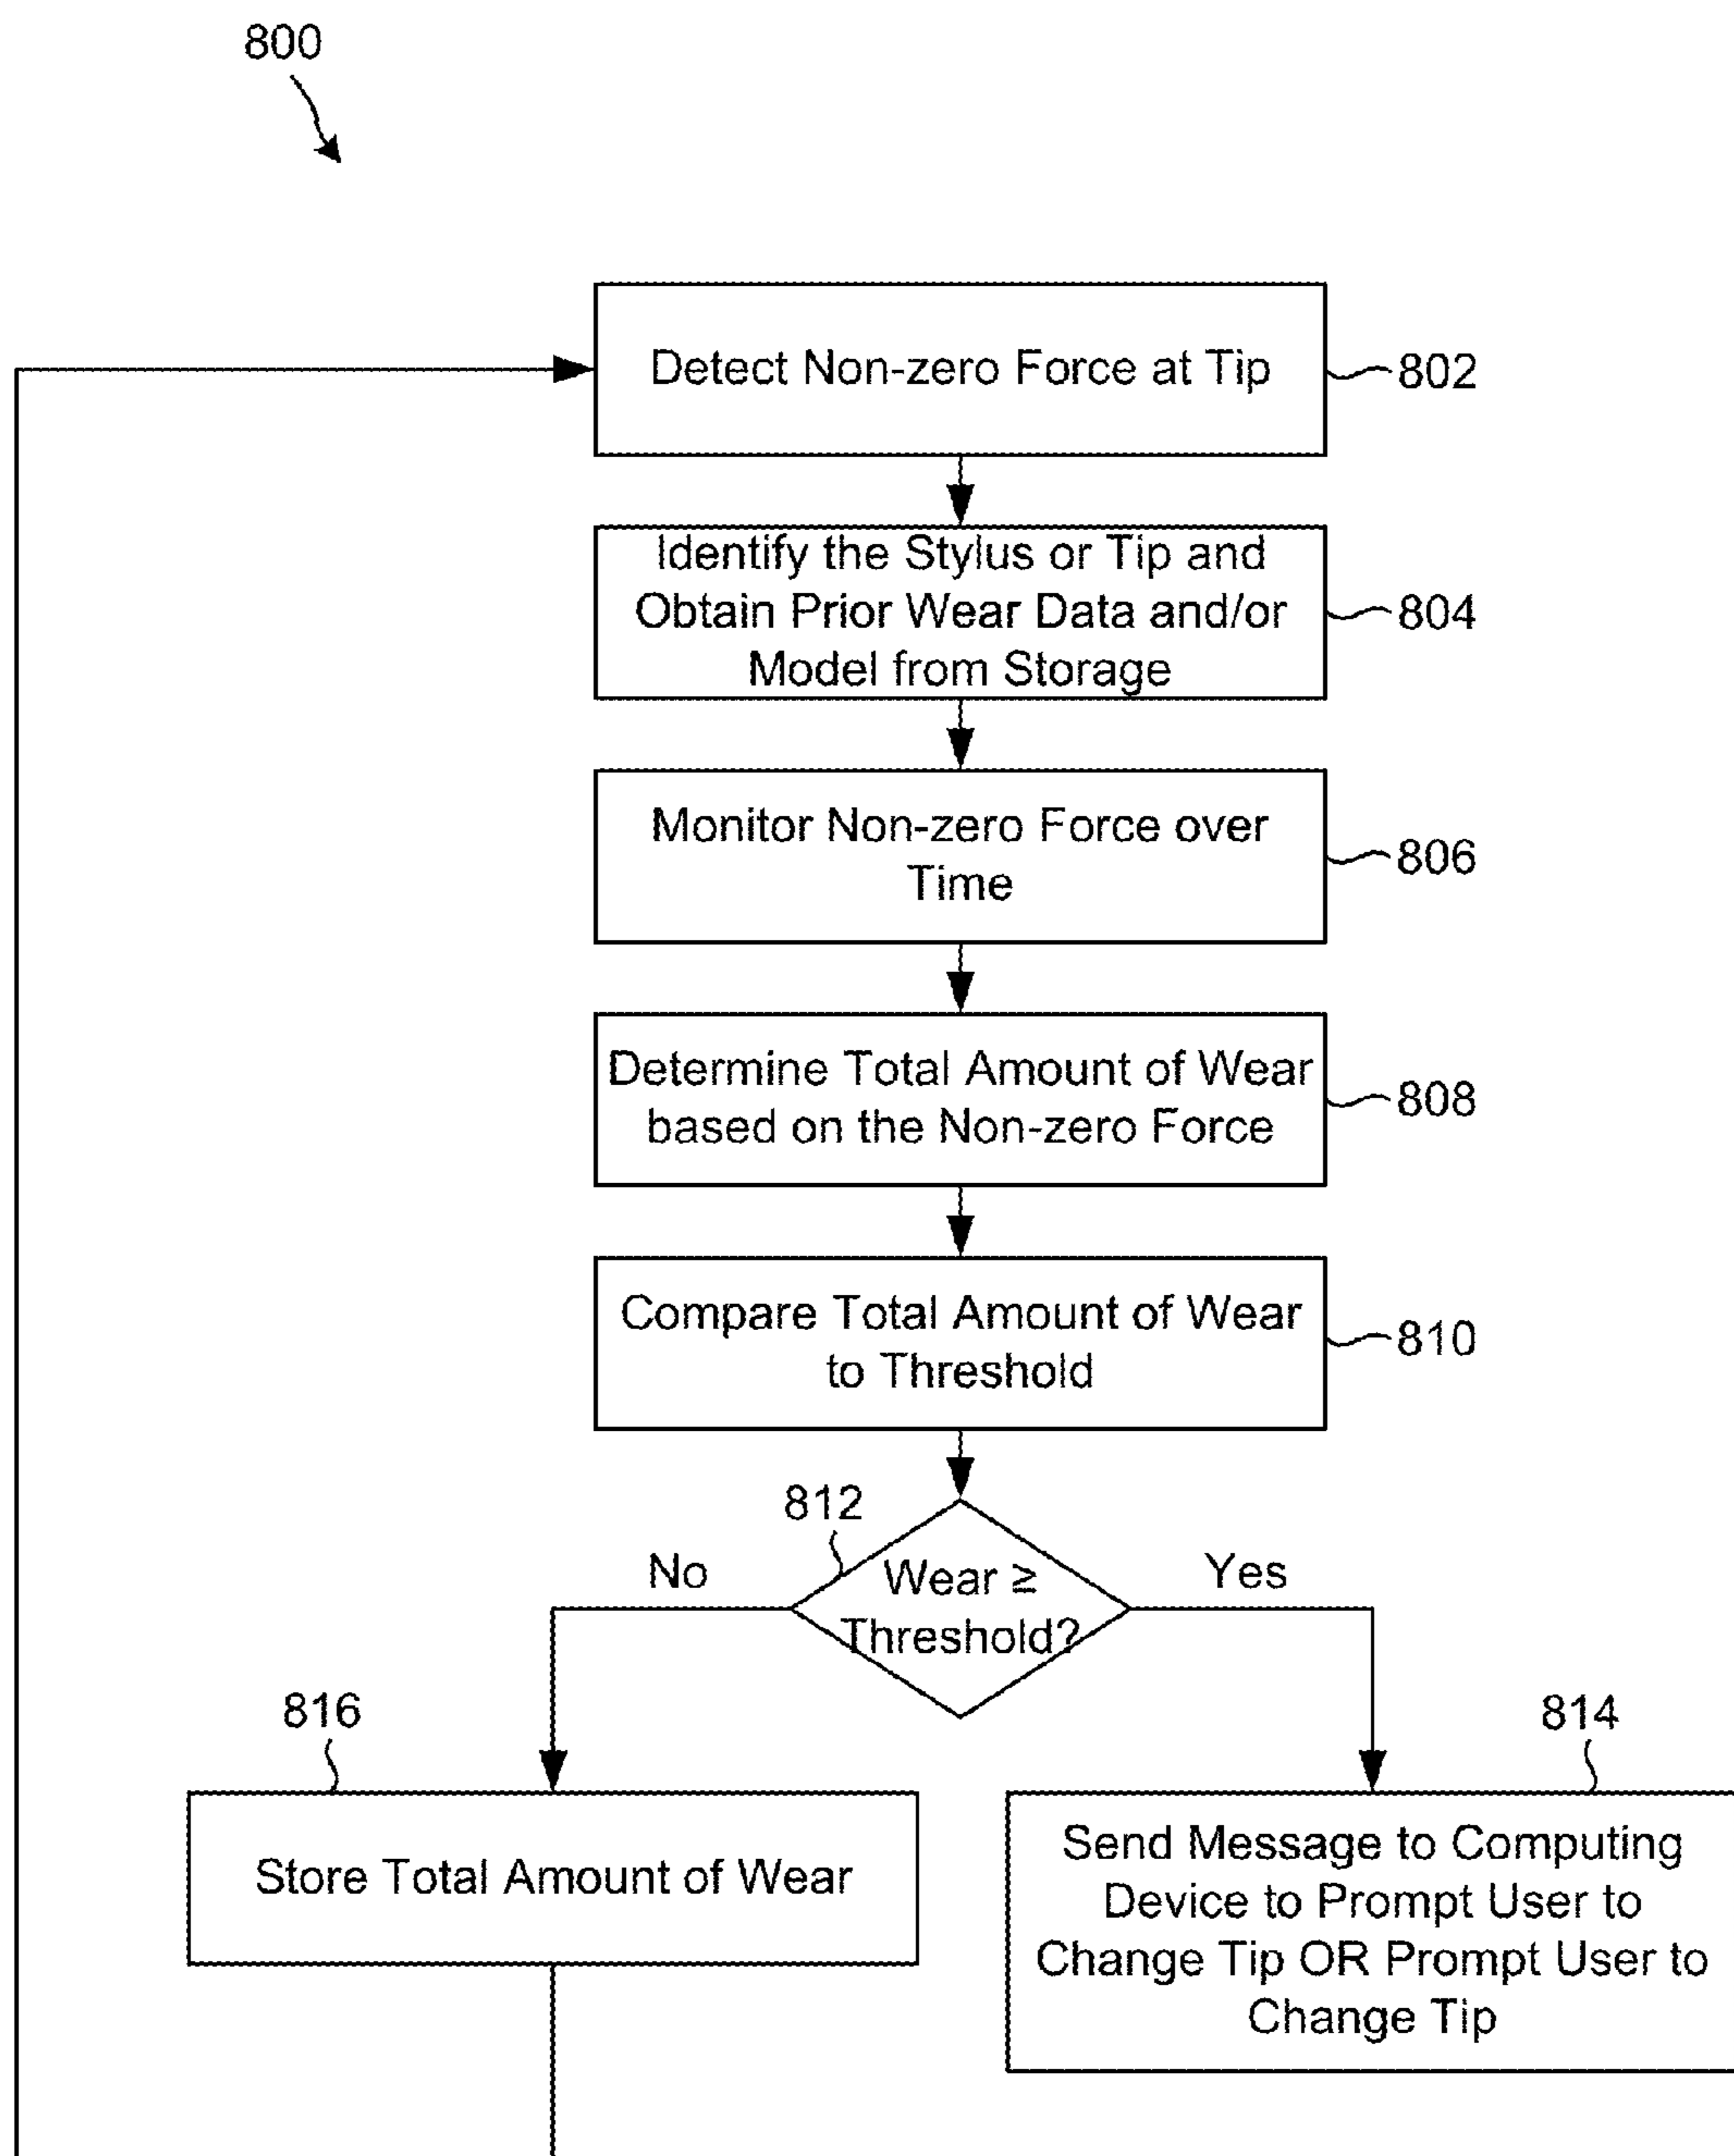 800
Detect Non-zero Force at Tip
802
Identify the Stylus or Tip and
Obtain Prior Wear Data and/or
Model from Storage
804
Monitor Non-zero Force over
Time
806
Determine Total Amount of Wear
based on the Non-zero Force
808
Compare Total Amount of Wear
to Threshold
810
812
No
Wear ≥
Threshold?
Yes
816
Store Total Amount of Wear
814
Send Message to Computing
Device to Prompt User to
Change Tip OR Prompt User to
Change Tip